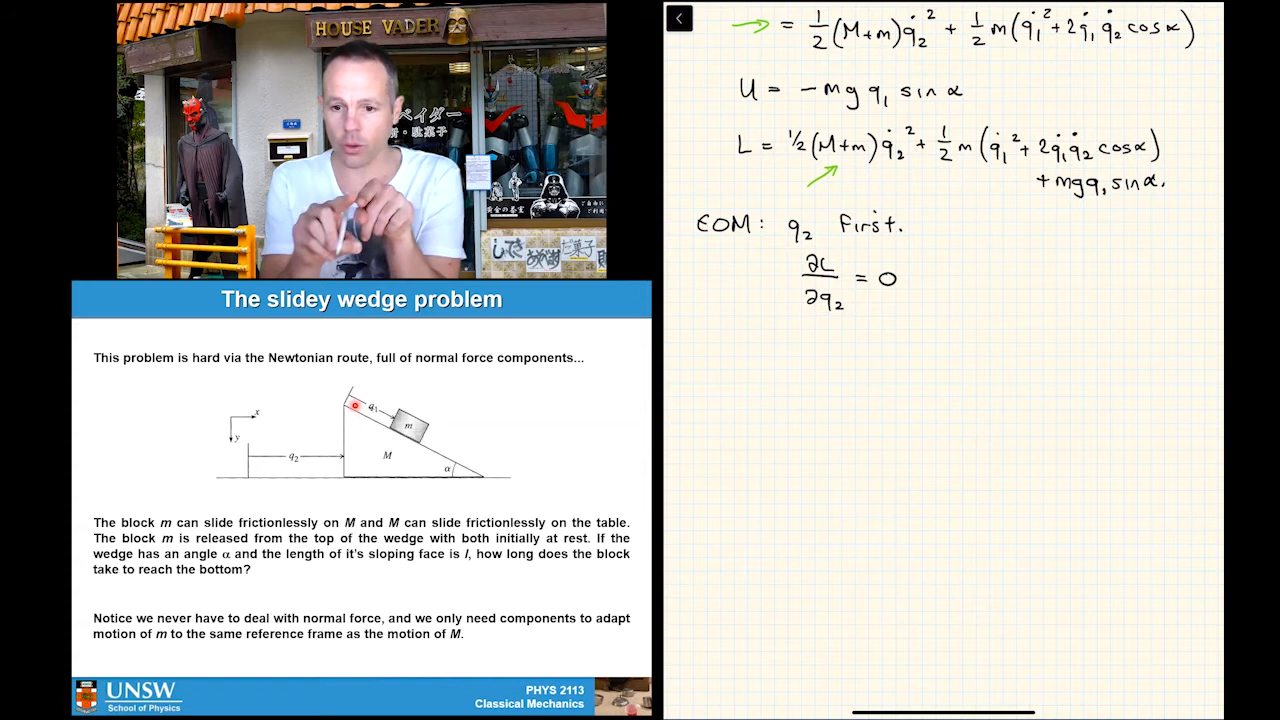 HOUSE VADER
The slidey wedge problem
This problem is hard via the Newtonian route, full of normal force components...
x
y
q₁
m
q₂
M
α
The block m can slide frictionlessly on M and M can slide frictionlessly on the table.
The block m is released from the top of the wedge with both initially at rest. If the
wedge has an angle α and the length of it's sloping face is l, how long does the block
take to reach the bottom?
Notice we never have to deal with normal force, and we only need components to adapt
motion of m to the same reference frame as the motion of M.
UNSW
School of Physics
PHYS 2113
Classical Mechanics
→ = 1/2 (M+m) q̇₂² + 1/2 m(q̇₁² + 2q̇₁ q̇₂ cos α)
U = -mg q₁ sin α
L = 1/2 (M+m) q̇₂² + 1/2 m (q̇₁² + 2q̇₁q̇₂ cos α)
+ mgq₁ sin α.
EOM: q₂ first.
∂L/∂q₂ = 0